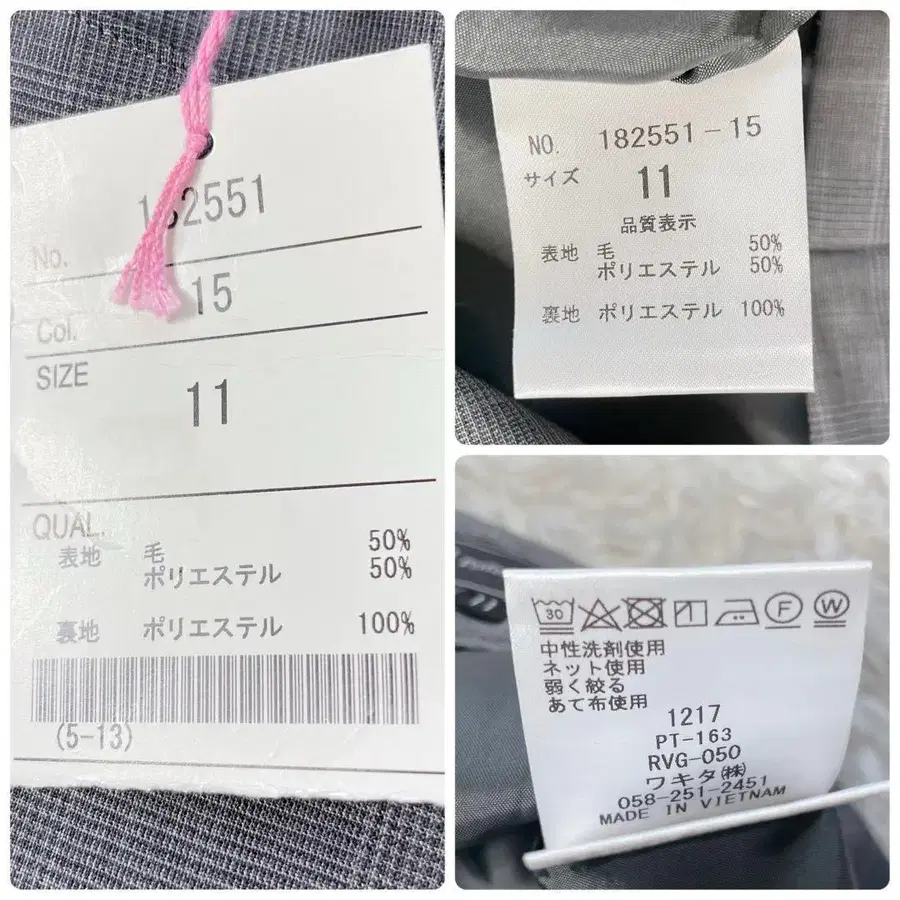 No. 182551
Col. 15
SIZE 11
QUAL.
表地 毛 50%
ポリエステル 50%
裏地 ポリエステル 100%
(5-13)
NO. 182551-15
サイズ 11
品質表示
表地 毛 50%
ポリエステル 50%
裏地 ポリエステル 100%
30 F W
中性洗剤使用
ネット使用
弱く絞る
あて布使用
1217
PT-163
RVG-050
ワキタ㈱
058-251-2451
MADE IN VIETNAM